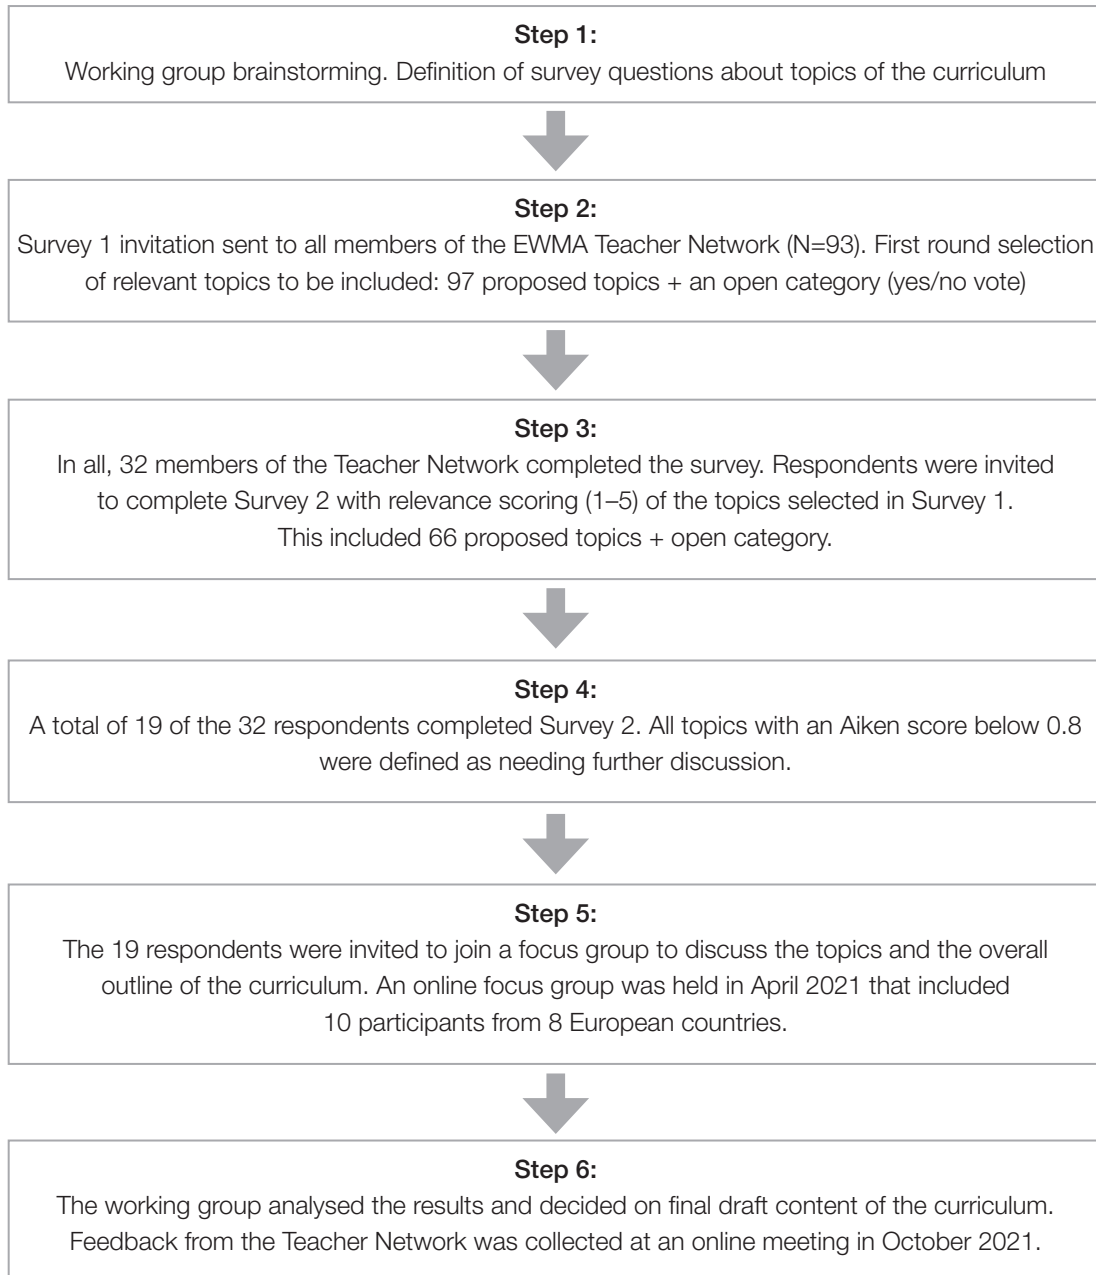 Step 1:
Working group brainstorming. Definition of survey questions about topics of the curriculum
Step 2:
Survey 1 invitation sent to all members of the EWMA Teacher Network (N=93). First round selection
of relevant topics to be included: 97 proposed topics + an open category (yes/no vote)
Step 3:
In all, 32 members of the Teacher Network completed the survey. Respondents were invited
to complete Survey 2 with relevance scoring (1–5) of the topics selected in Survey 1.
This included 66 proposed topics + open category.
Step 4:
A total of 19 of the 32 respondents completed Survey 2. All topics with an Aiken score below 0.8
were defined as needing further discussion.
Step 5:
The 19 respondents were invited to join a focus group to discuss the topics and the overall
outline of the curriculum. An online focus group was held in April 2021 that included
10 participants from 8 European countries.
Step 6:
The working group analysed the results and decided on final draft content of the curriculum.
Feedback from the Teacher Network was collected at an online meeting in October 2021.